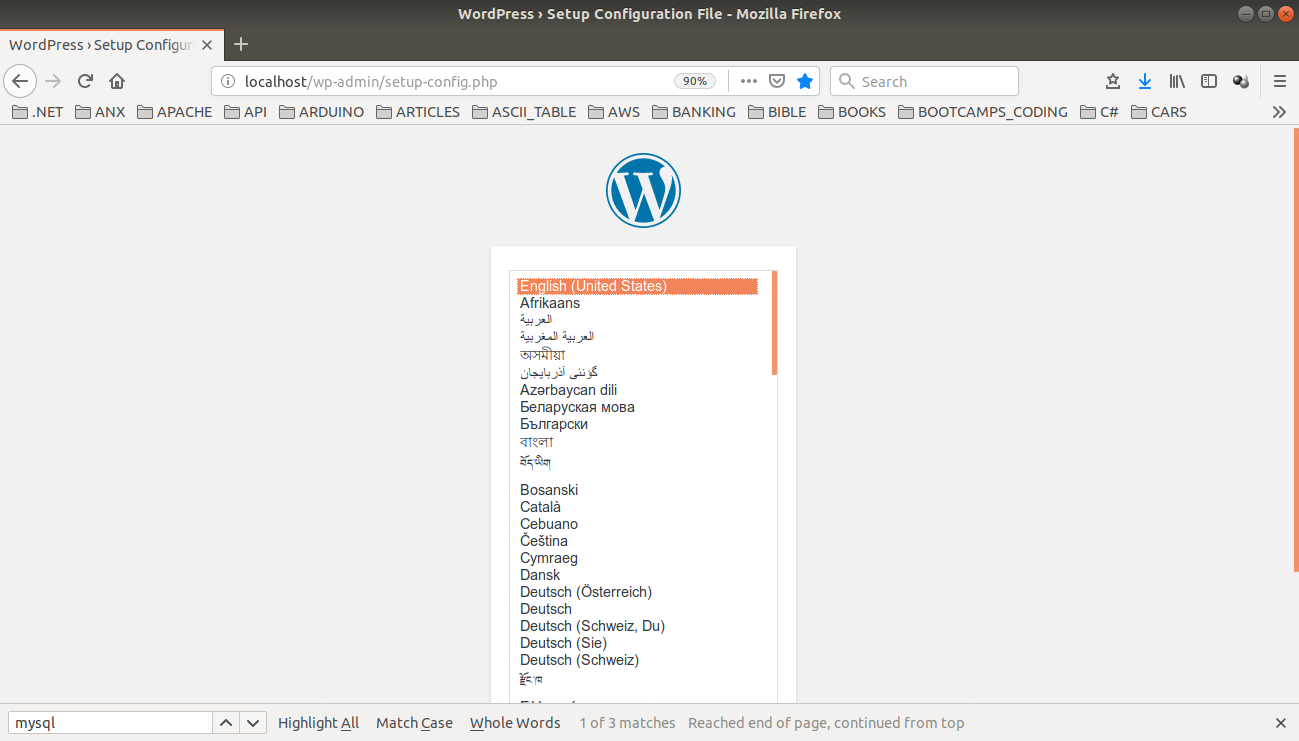 WordPress › Setup Configuration File - Mozilla Firefox
WordPress › Setup Configur
localhost/wp-admin/setup-config.php 90% Search
.NET ANX APACHE API ARDUINO ARTICLES ASCII_TABLE AWS BANKING BIBLE BOOKS BOOTCAMPS_CODING C# CARS
English (United States)
Afrikaans
العربية
العربية المغربية
অসমীয়া
گؤنئی آذربایجان
Azərbaycan dili
Беларуская мова
Български
বাংলা
བོད་ཡིག
Bosanski
Català
Cebuano
Čeština
Cymraeg
Dansk
Deutsch (Österreich)
Deutsch
Deutsch (Schweiz, Du)
Deutsch (Sie)
Deutsch (Schweiz)
རྫོང་ཁ
mysql Highlight All Match Case Whole Words 1 of 3 matches Reached end of page, continued from top